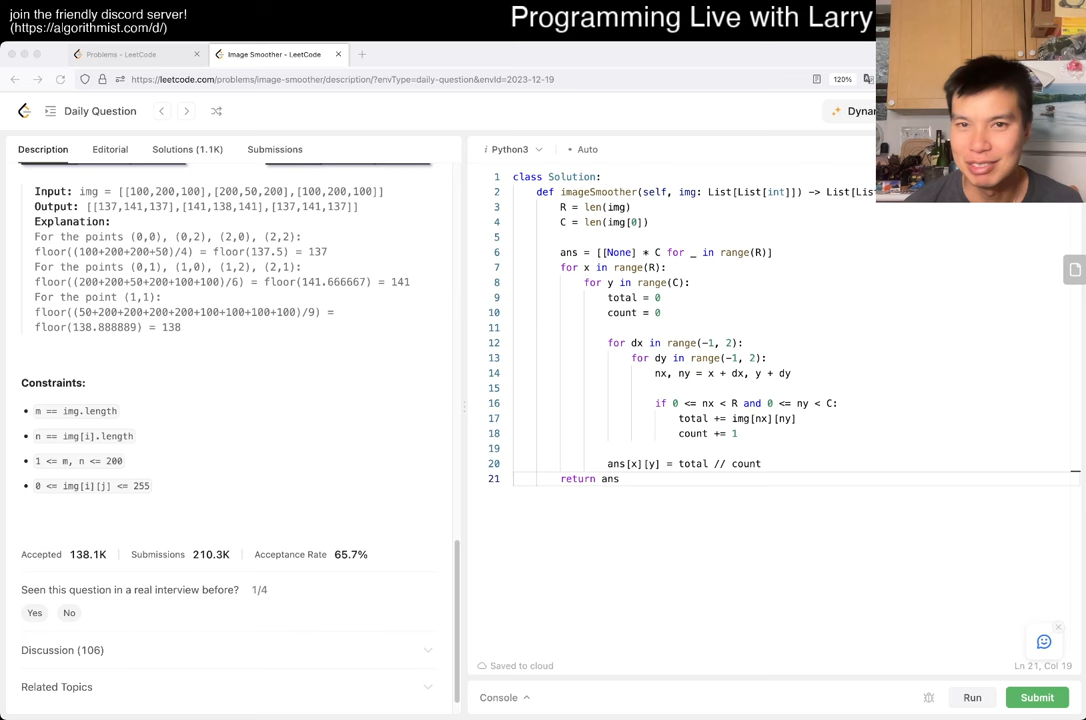 join the friendly discord server!
(https://algorithmist.com/d/)
Programming Live with Larry
Problems - LeetCode
Image Smoother - LeetCode
https://leetcode.com/problems/image-smoother/description/?envType=daily-question&envId=2023-12-19
120%
Daily Question
Dynam
Description
Editorial
Solutions (1.1K)
Submissions
Input: img = [[100,200,100],[200,50,200],[100,200,100]]
Output: [[137,141,137],[141,138,141],[137,141,137]]
Explanation:
For the points (0,0), (0,2), (2,0), (2,2):
floor((100+200+200+50)/4) = floor(137.5) = 137
For the points (0,1), (1,0), (1,2), (2,1):
floor((200+200+50+200+100+100)/6) = floor(141.666667) = 141
For the point (1,1):
floor((50+200+200+200+200+100+100+100+100)/9) =
floor(138.888889) = 138
Constraints:
m == img.length
n == img[i].length
1 <= m, n <= 200
0 <= img[i][j] <= 255
Accepted 138.1K Submissions 210.3K Acceptance Rate 65.7%
Seen this question in a real interview before? 1/4
Yes No
Discussion (106)
Related Topics
Python3
Auto
1 class Solution:
2 def imageSmoother(self, img: List[List[int]]) -> List[Li
3 R = len(img)
4 C = len(img[0])
5
6 ans = [[None] * C for _ in range(R)]
7 for x in range(R):
8 for y in range(C):
9 total = 0
10 count = 0
11
12 for dx in range(-1, 2):
13 for dy in range(-1, 2):
14 nx, ny = x + dx, y + dy
15
16 if 0 <= nx < R and 0 <= ny < C:
17 total += img[nx][ny]
18 count += 1
19
20 ans[x][y] = total // count
21 return ans
Saved to cloud
Ln 21, Col 19
Console
Run
Submit